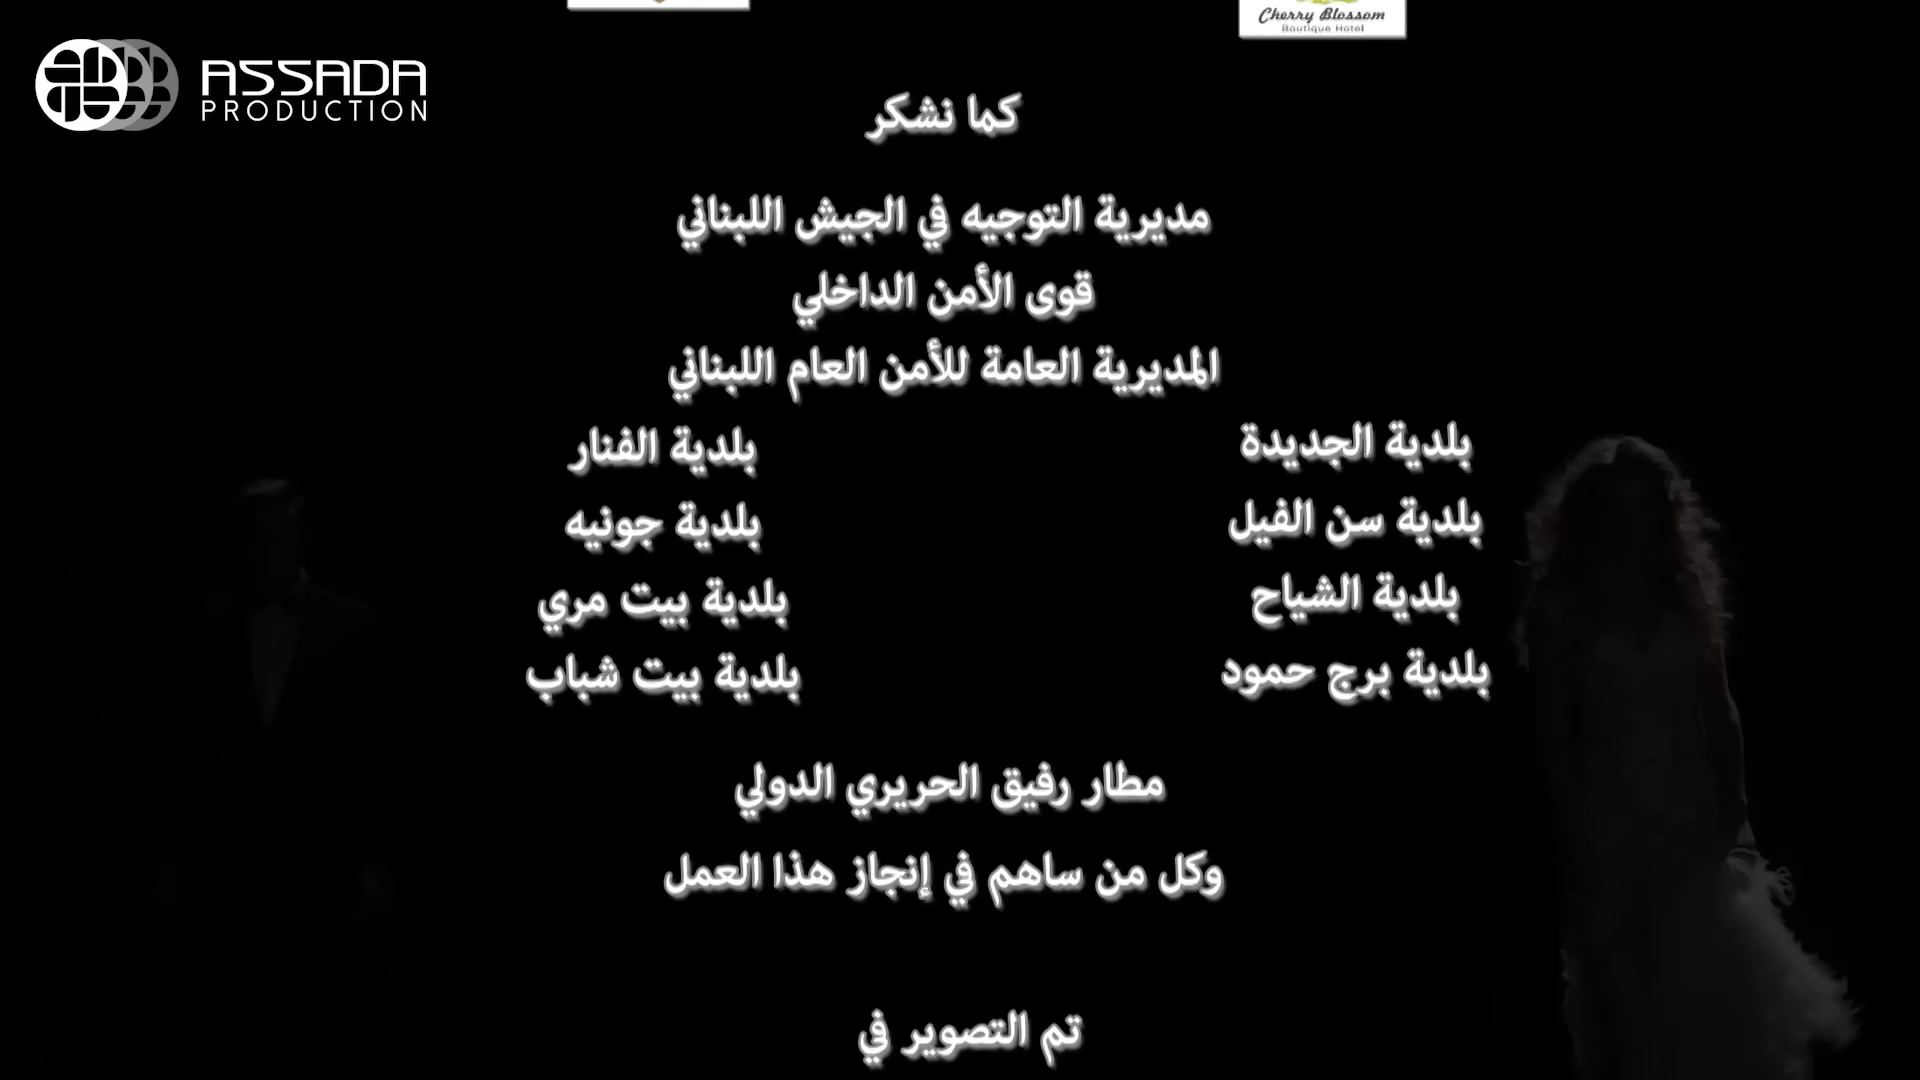 Cherry Blossom
Boutique Hotel
ASSADA
PRODUCTION
كما نشكر
مديرية التوجيه في الجيش اللبناني
قوى الأمن الداخلي
المديرية العامة للأمن العام اللبناني
بلدية الجديدة
بلدية الفنار
بلدية سن الفيل
بلدية جونيه
بلدية الشياح
بلدية بيت مري
بلدية برج حمود
بلدية بيت شباب
مطار رفيق الحريري الدولي
وكل من ساهم في إنجاز هذا العمل
تم التصوير في